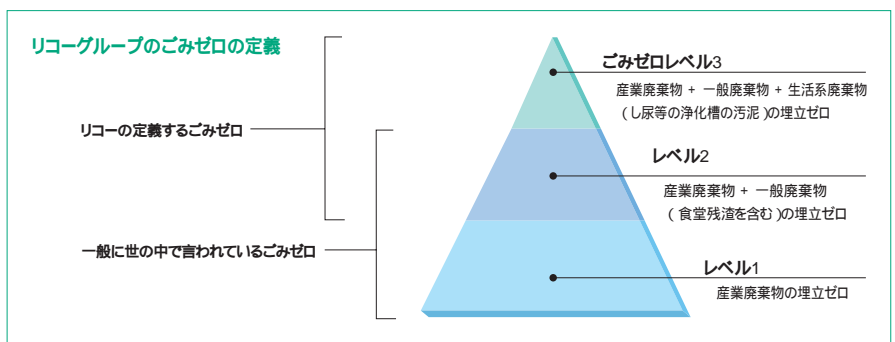 リコーグループのごみゼロの定義
ごみゼロレベル3
産業廃棄物 + 一般廃棄物 + 生活系廃棄物
(し尿等の浄化槽の汚泥)の埋立ゼロ
リコーの定義するごみゼロ
レベル2
産業廃棄物 + 一般廃棄物
(食堂残渣を含む)の埋立ゼロ
一般に世の中で言われているごみゼロ
レベル1
産業廃棄物の埋立ゼロ